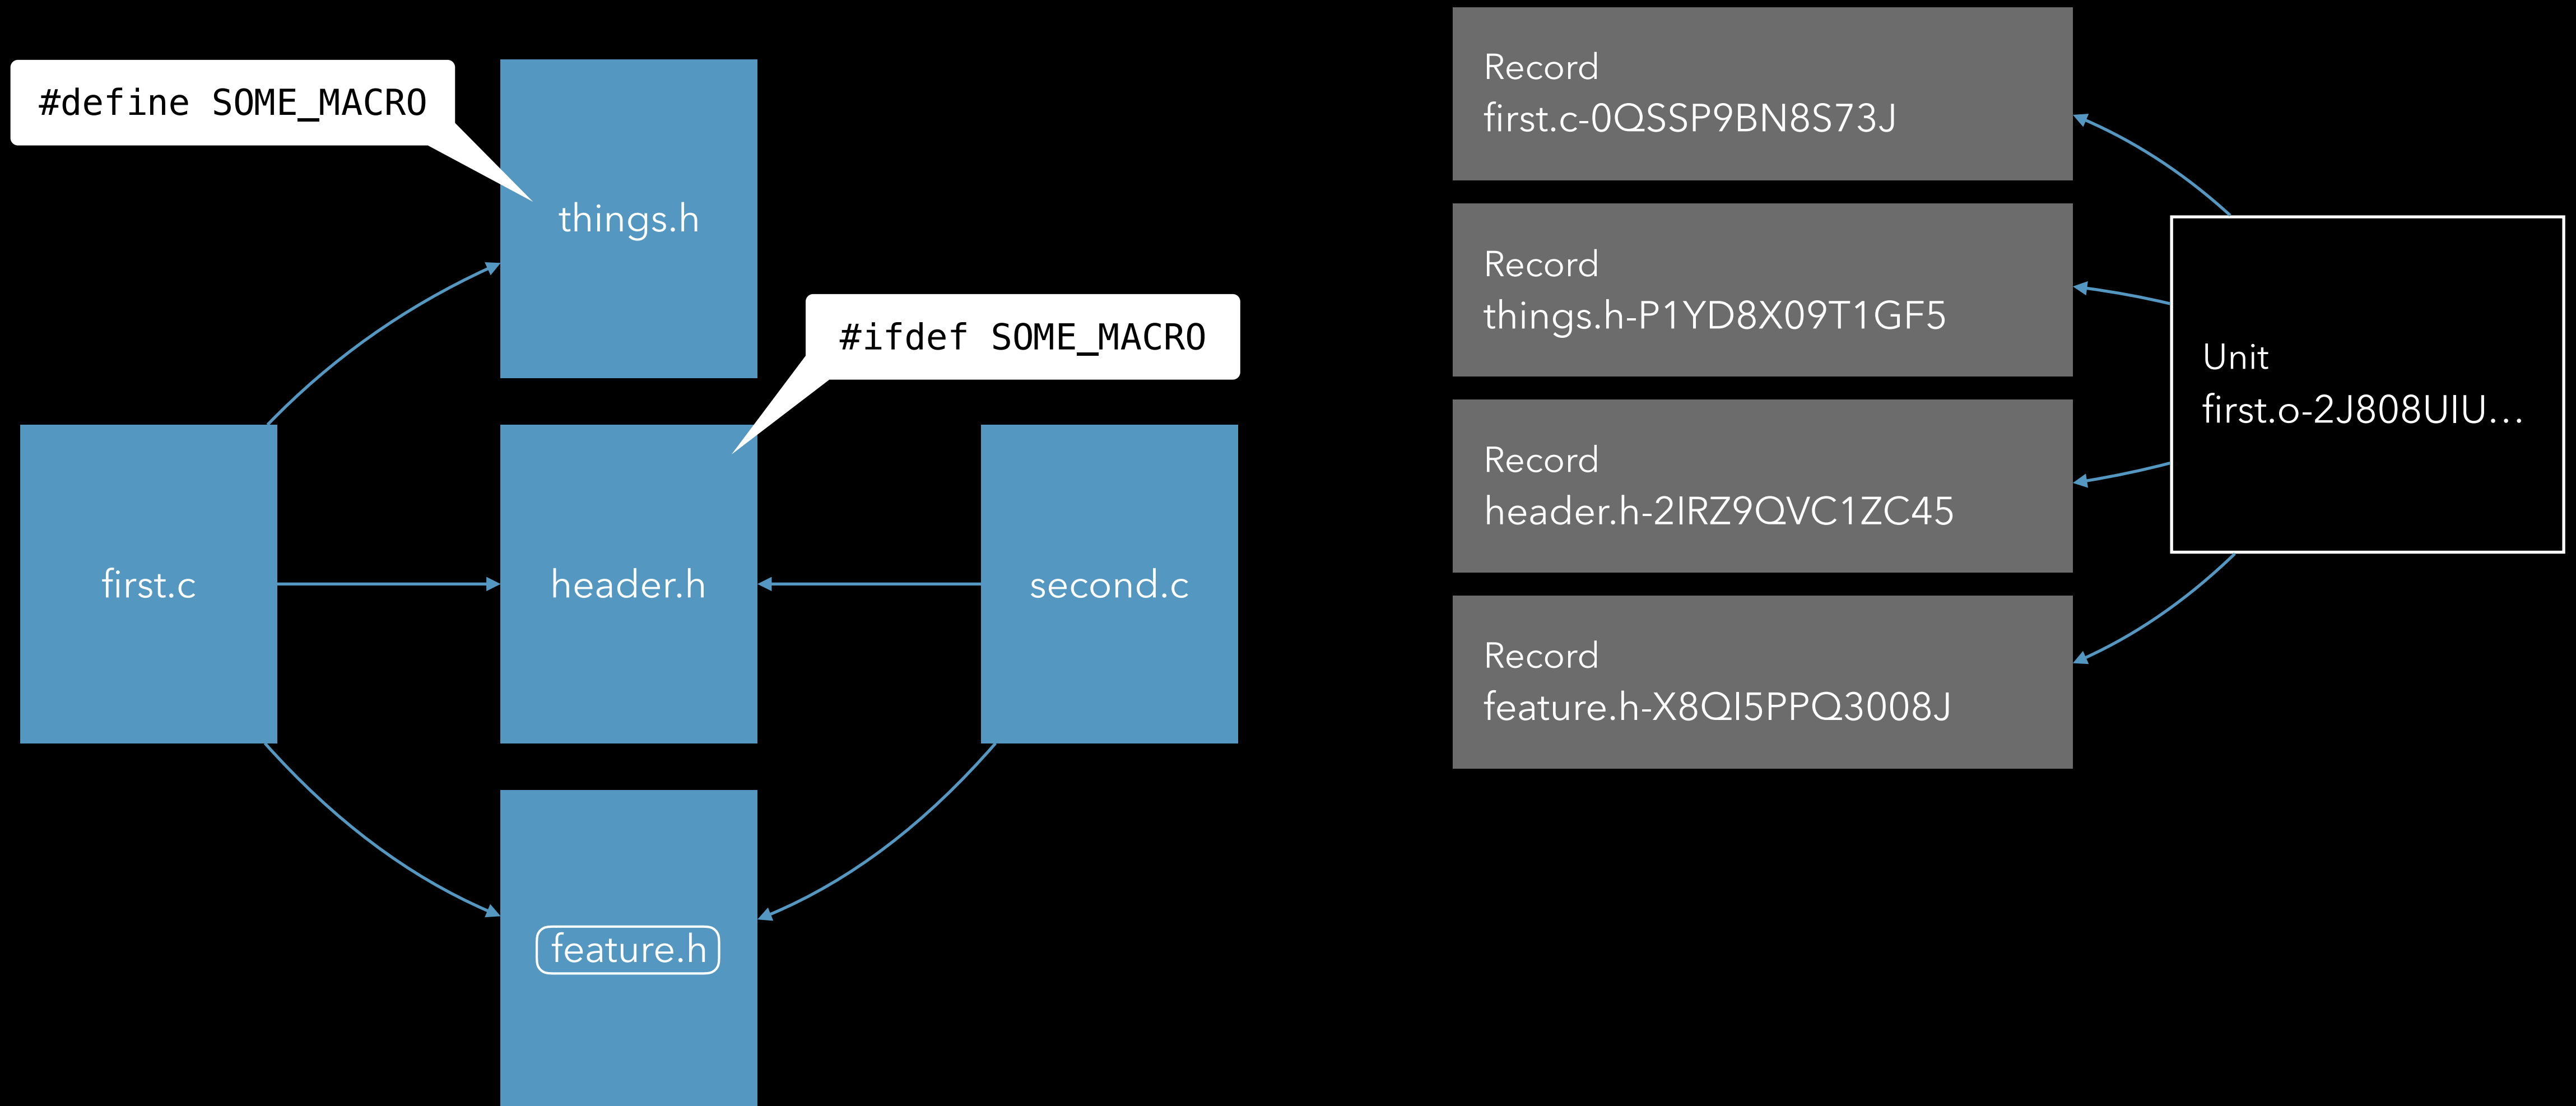 #define SOME_MACRO
things.h
#ifdef SOME_MACRO
first.c
header.h
second.c
feature.h
Record
first.c-0QSSP9BN8S73J
Record
things.h-P1YD8X09T1GF5
Record
header.h-2IRZ9QVC1ZC45
Record
feature.h-X8QI5PPQ3008J
Unit
first.o-2J808UIU…